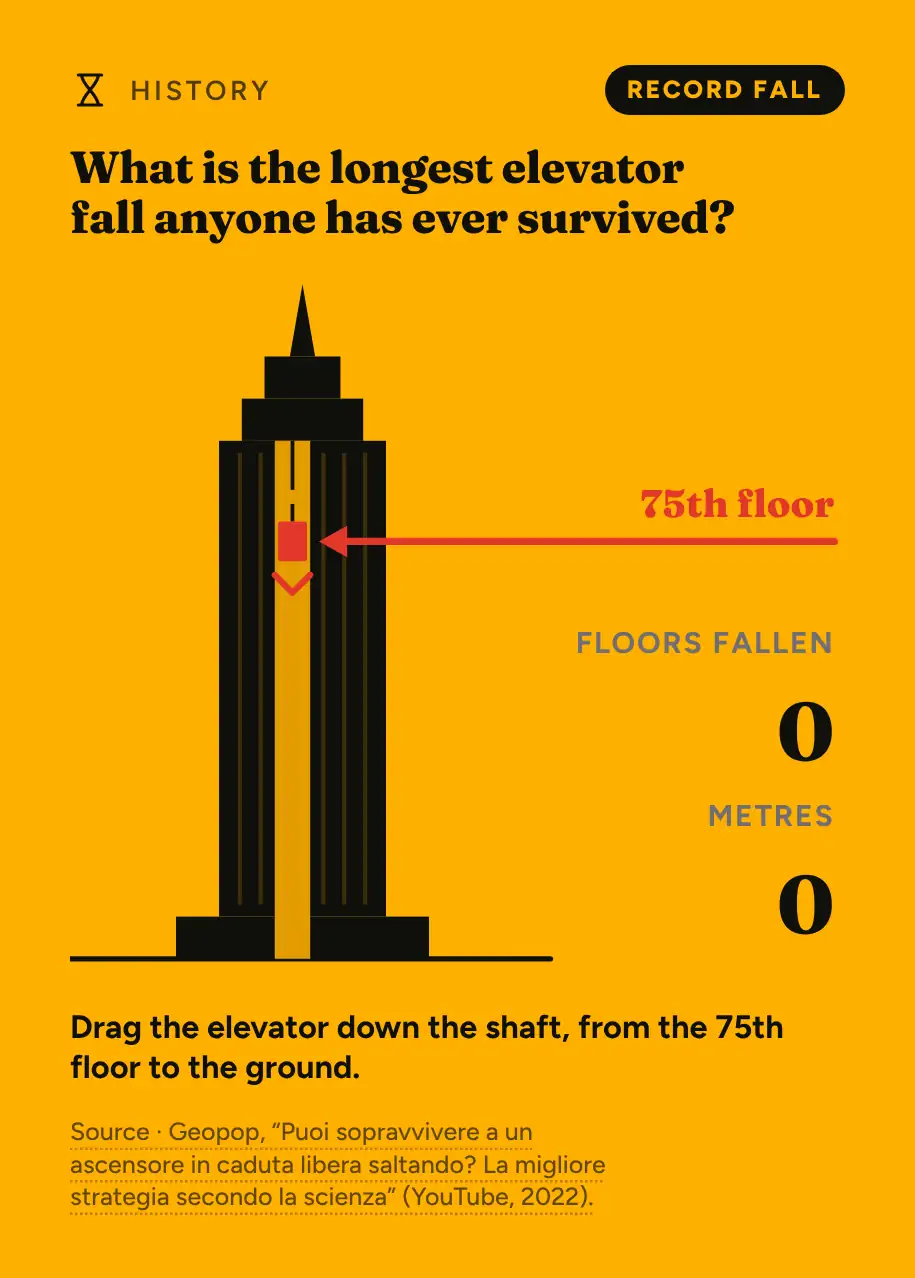 HISTORY
RECORD FALL
What is the longest elevator
fall anyone has ever survived?
75th floor
FLOORS FALLEN
0
METRES
0
Drag the elevator down the shaft, from the 75th
floor to the ground.
Source · Geopop, “Puoi sopravvivere a un
ascensore in caduta libera saltando? La migliore
strategia secondo la scienza” (YouTube, 2022).